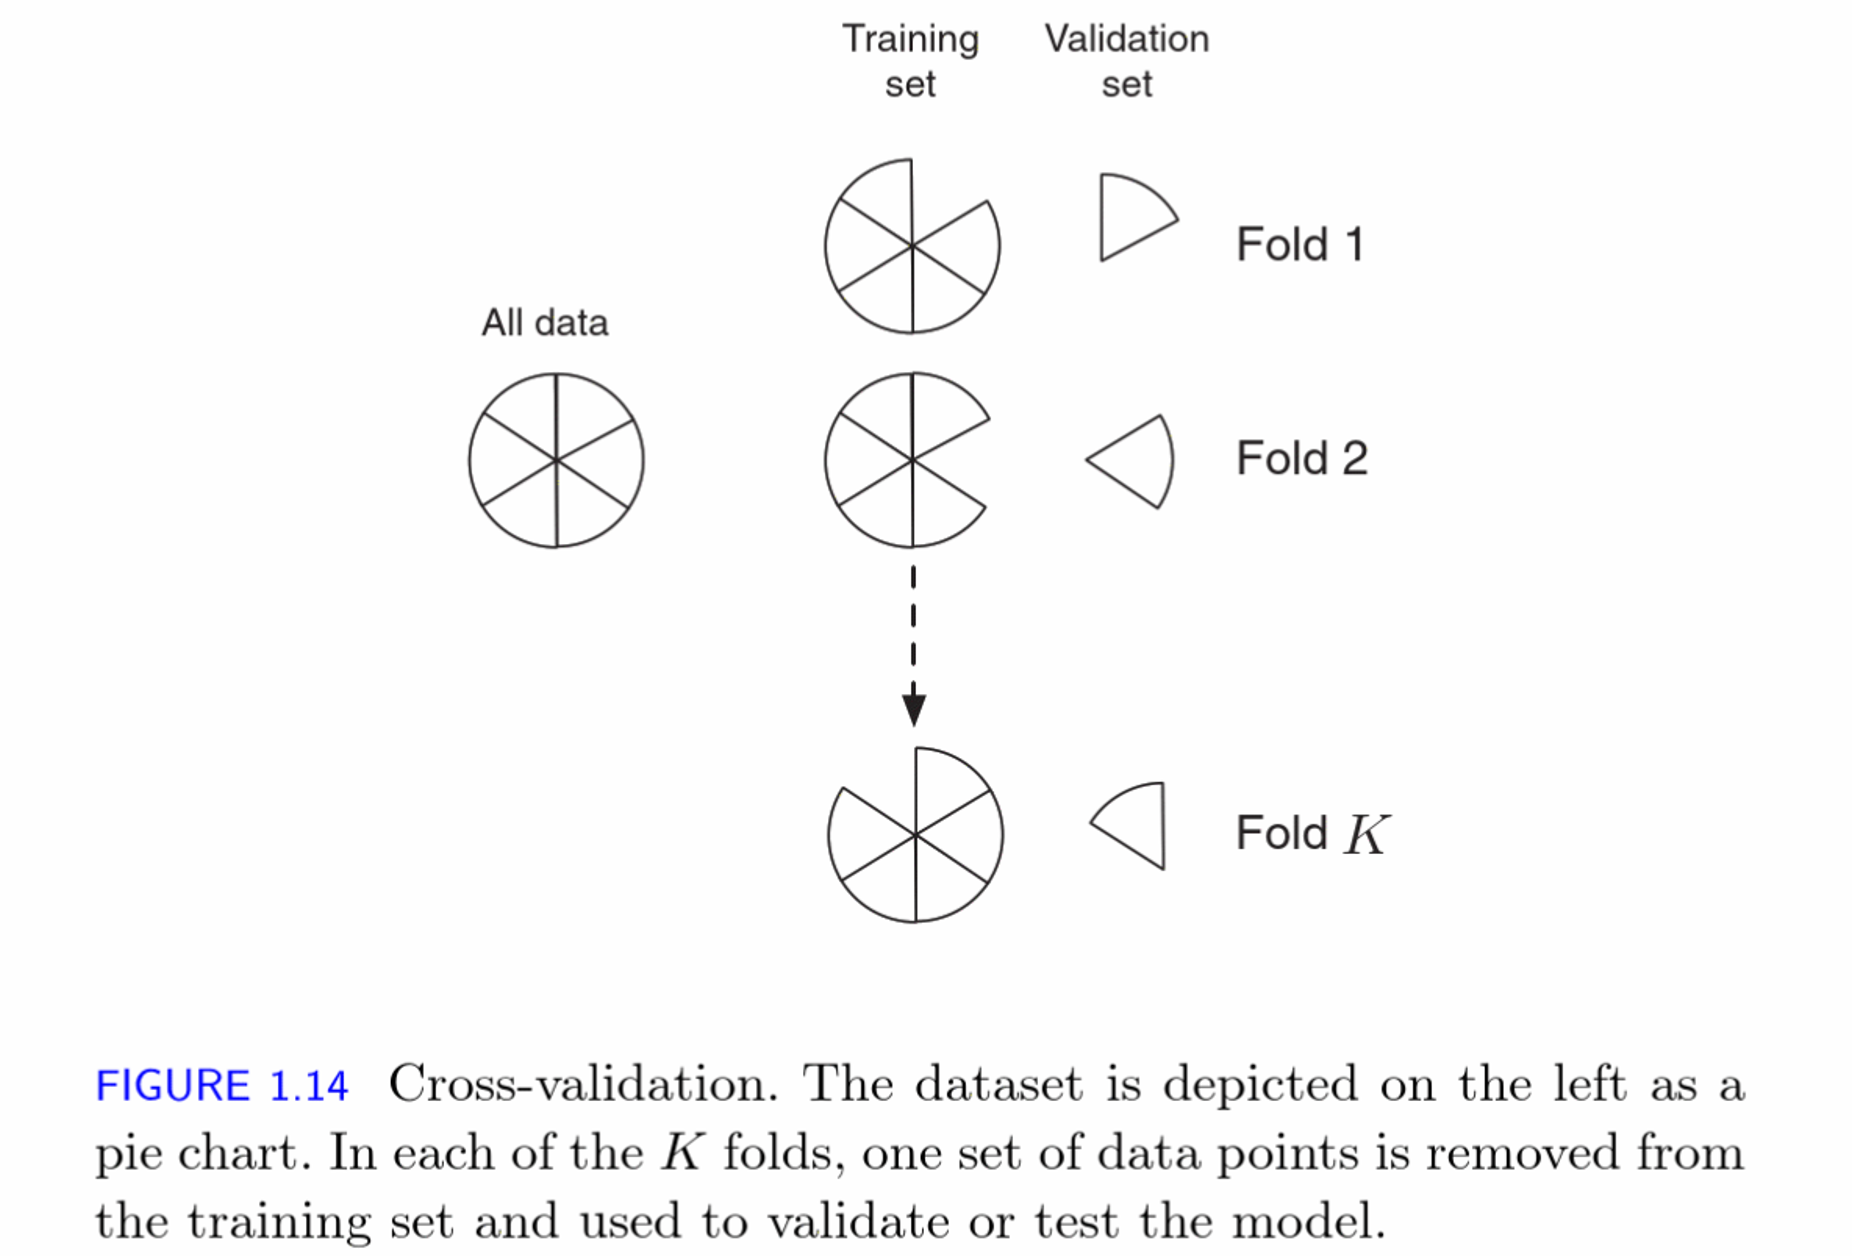 Training
set
Validation
set
Fold 1
All data
Fold 2
Fold K
FIGURE 1.14 Cross-validation. The dataset is depicted on the left as a
pie chart. In each of the K folds, one set of data points is removed from
the training set and used to validate or test the model.